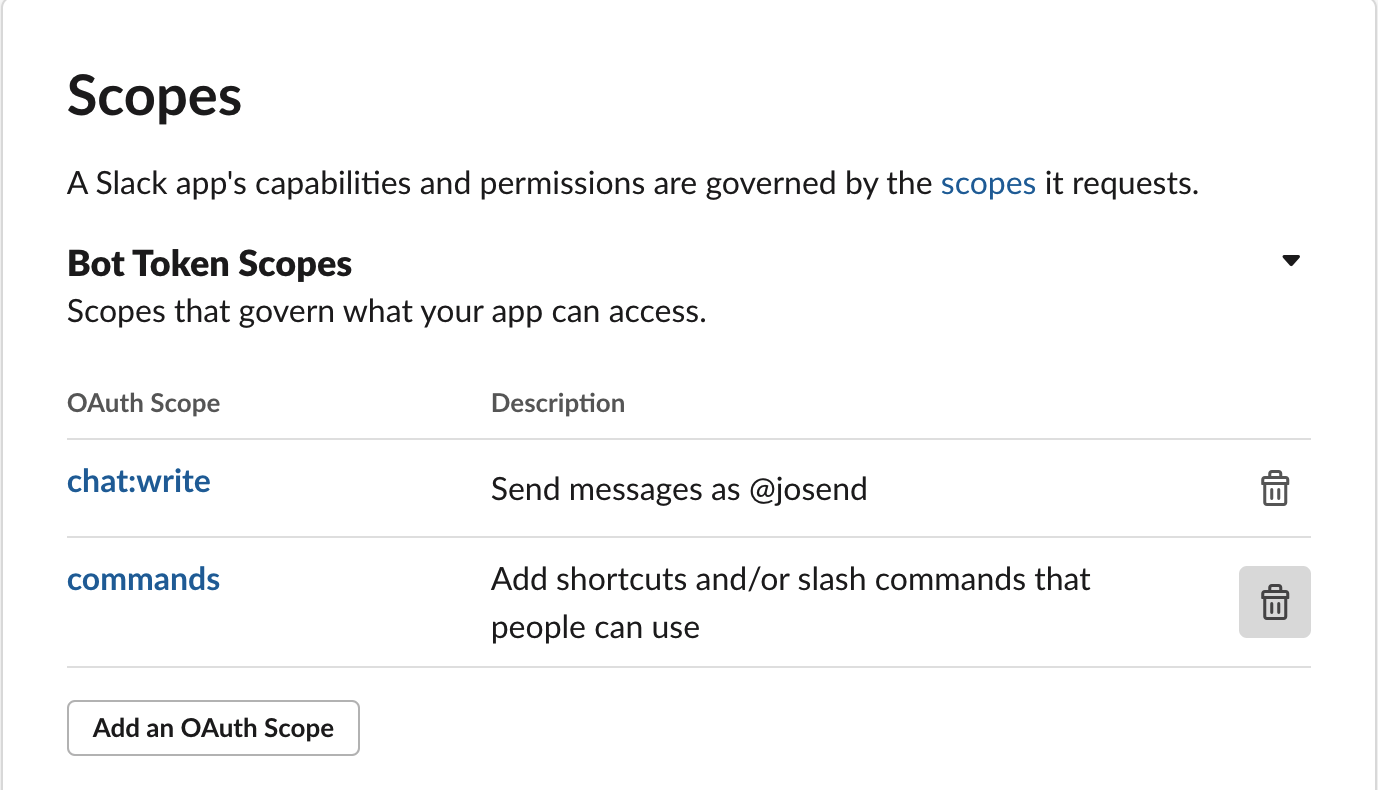 Scopes
A Slack app's capabilities and permissions are governed by the scopes it requests.
Bot Token Scopes
Scopes that govern what your app can access.
OAuth Scope Description
chat:write Send messages as @josend
commands Add shortcuts and/or slash commands that
people can use
Add an OAuth Scope